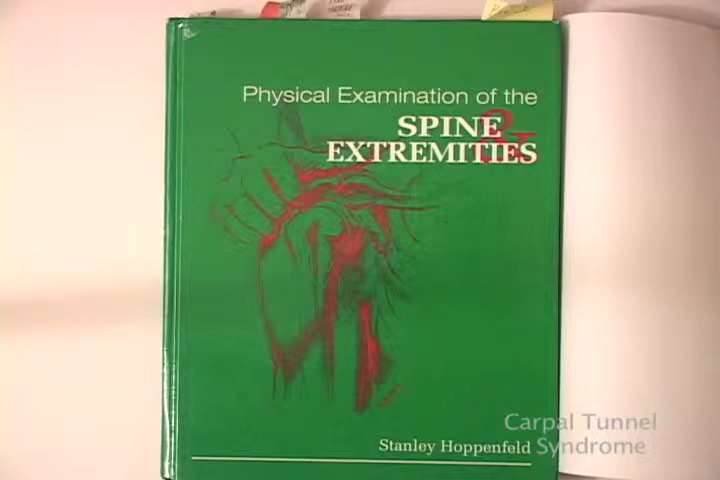 Physical Examination of the
SPINE &
EXTREMITIES
Stanley Hoppenfeld
Carpal Tunnel
Syndrome